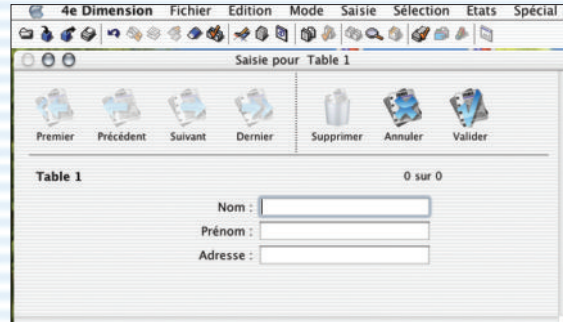 4e Dimension Fichier Edition Mode Saisie Sélection Etats Spécial
Saisie pour Table 1
Premier Précédent Suivant Dernier Supprimer Annuler Valider
Table 1 0 sur 0
Nom :
Prénom :
Adresse :